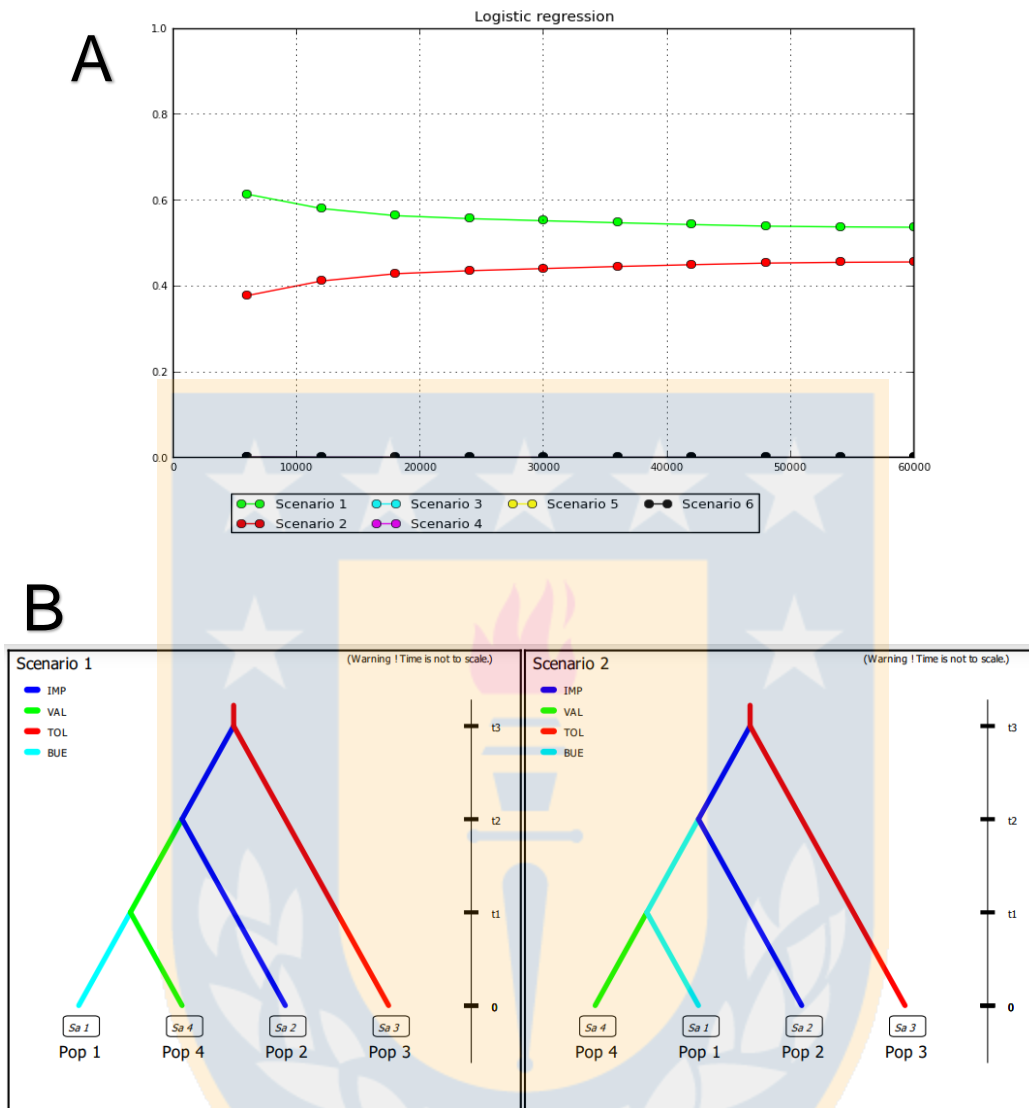 Logistic regression
A
1.0
0.8
0.6
0.4
0.2
0.0
0 10000 20000 30000 40000 50000 60000
Scenario 1 Scenario 3 Scenario 5 Scenario 6
Scenario 2 Scenario 4
B
Scenario 1 (Warning ! Time is not to scale.)
IMP
VAL
TOL
BUE
t3
t2
t1
0
Sa 1 Sa 4 Sa 2 Sa 3
Pop 1 Pop 4 Pop 2 Pop 3
Scenario 2 (Warning ! Time is not to scale.)
IMP
VAL
TOL
BUE
t3
t2
t1
0
Sa 4 Sa 1 Sa 2 Sa 3
Pop 4 Pop 1 Pop 2 Pop 3